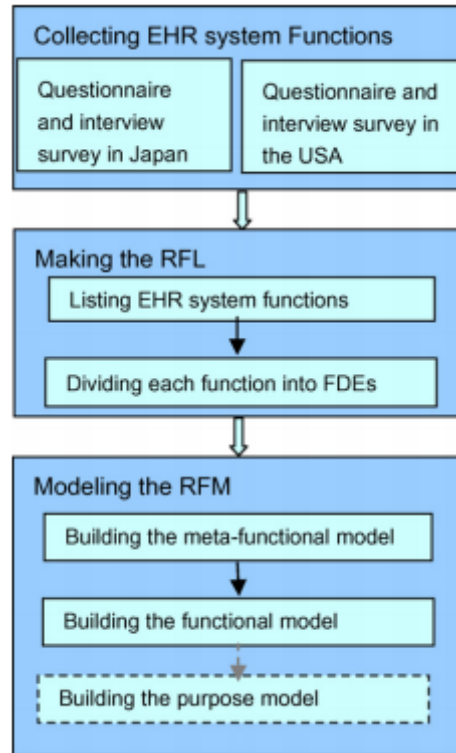 Collecting EHR system Functions
Questionnaire
and interview
survey in Japan
Questionnaire and
interview survey in
the USA
Making the RFL
Listing EHR system functions
Dividing each function into FDEs
Modeling the RFM
Building the meta-functional model
Building the functional model
Building the purpose model